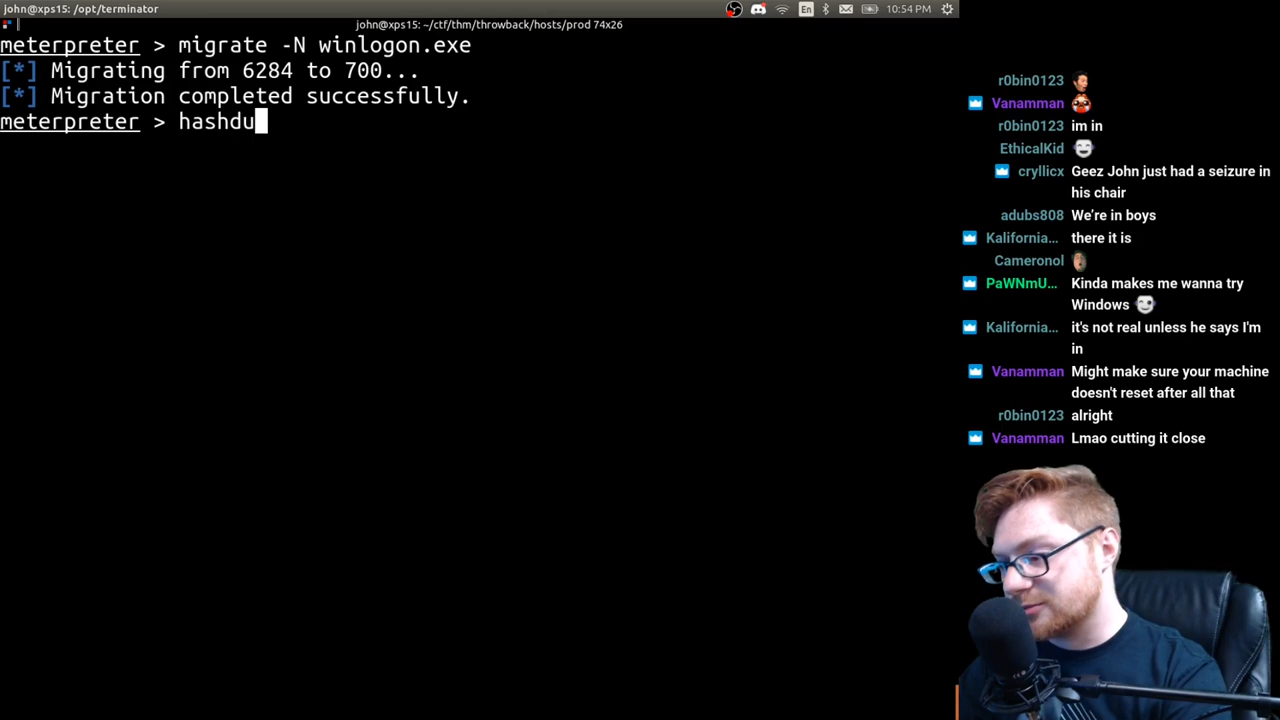 john@xps15: /opt/terminator
En
10:54 PM
john@xps15: ~/ctf/thm/throwback/hosts/prod 74x26
meterpreter > migrate -N winlogon.exe
[*] Migrating from 6284 to 700...
[*] Migration completed successfully.
meterpreter > hashdu
r0bin0123
Vanamman
r0bin0123 im in
EthicalKid
cryllicx Geez John just had a seizure in
his chair
adubs808 We're in boys
Kalifornia… there it is
Cameronol
PaWNmU… Kinda makes me wanna try
Windows
Kalifornia… it's not real unless he says I'm
in
Vanamman Might make sure your machine
doesn't reset after all that
r0bin0123 alright
Vanamman Lmao cutting it close